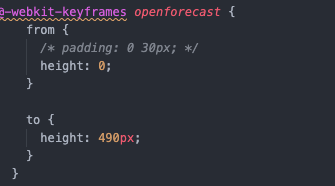 @-webkit-keyframes openforecast {
from {
/* padding: 0 30px; */
height: 0;
}
to {
height: 490px;
}
}